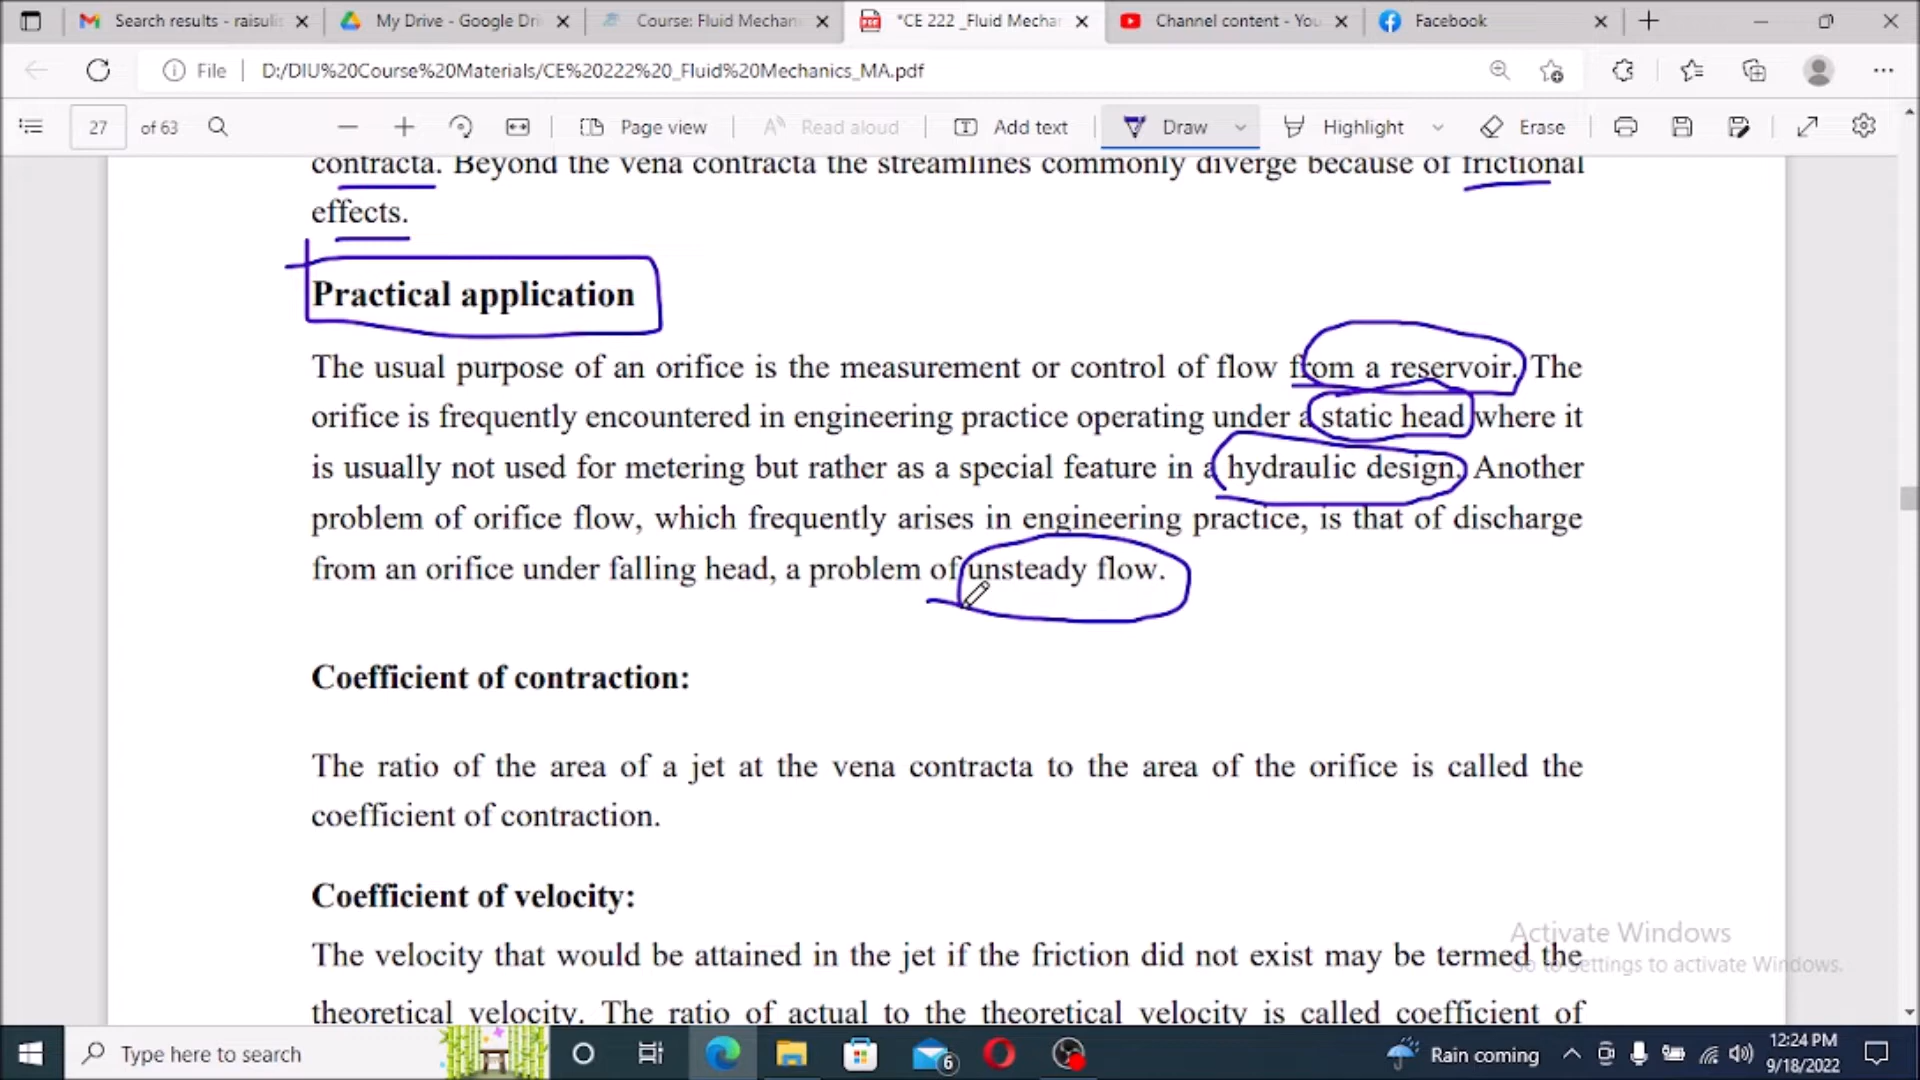 Search results - raisuli
My Drive - Google Dri
Course: Fluid Mechan
*CE 222 _Fluid Mechan
Channel content - You
Facebook
File
D:/DIU%20Course%20Materials/CE%20222%20_Fluid%20Mechanics_MA.pdf
27 of 63
Page view
Read aloud
Add text
Draw
Highlight
Erase
contracta. Beyond the vena contracta the streamlines commonly diverge because of frictional
effects.
Practical application
The usual purpose of an orifice is the measurement or control of flow from a reservoir. The
orifice is frequently encountered in engineering practice operating under a static head where it
is usually not used for metering but rather as a special feature in a hydraulic design. Another
problem of orifice flow, which frequently arises in engineering practice, is that of discharge
from an orifice under falling head, a problem of unsteady flow.
Coefficient of contraction:
The ratio of the area of a jet at the vena contracta to the area of the orifice is called the
coefficient of contraction.
Coefficient of velocity:
The velocity that would be attained in the jet if the friction did not exist may be termed the
theoretical velocity. The ratio of actual to the theoretical velocity is called coefficient of
Activate Windows
Go to Settings to activate Windows.
Type here to search
6
Rain coming
12:24 PM
9/18/2022